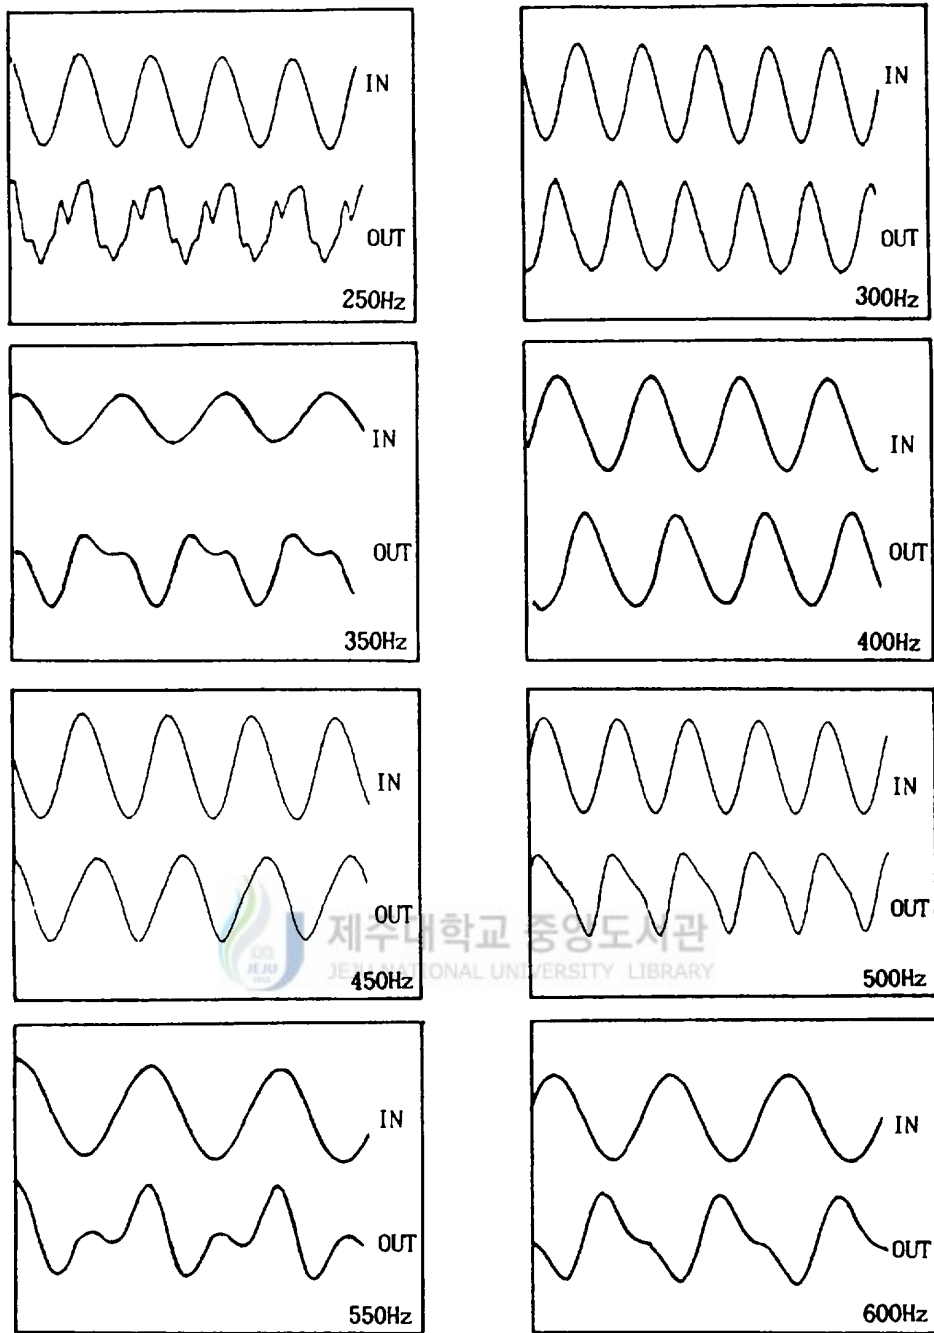 IN
OUT
250Hz
IN
OUT
300Hz
IN
OUT
350Hz
IN
OUT
400Hz
IN
OUT
450Hz
IN
OUT
500Hz
제주대학교 중앙도서관
JEJU NATIONAL UNIVERSITY LIBRARY
JEJU
IN
OUT
550Hz
IN
OUT
600Hz